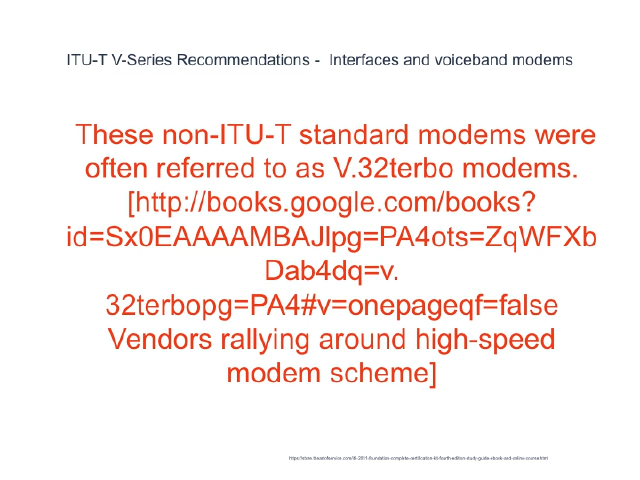 ITU-T V-Series Recommendations -  Interfaces and voiceband modems
These non-ITU-T standard modems were
often referred to as V.32terbo modems.
[http://books.google.com/books?
id=Sx0EAAAAMBAJlpg=PA4ots=ZqWFXb
Dab4dq=v.
32terbopg=PA4#v=onepageqf=false
Vendors rallying around high-speed
modem scheme]